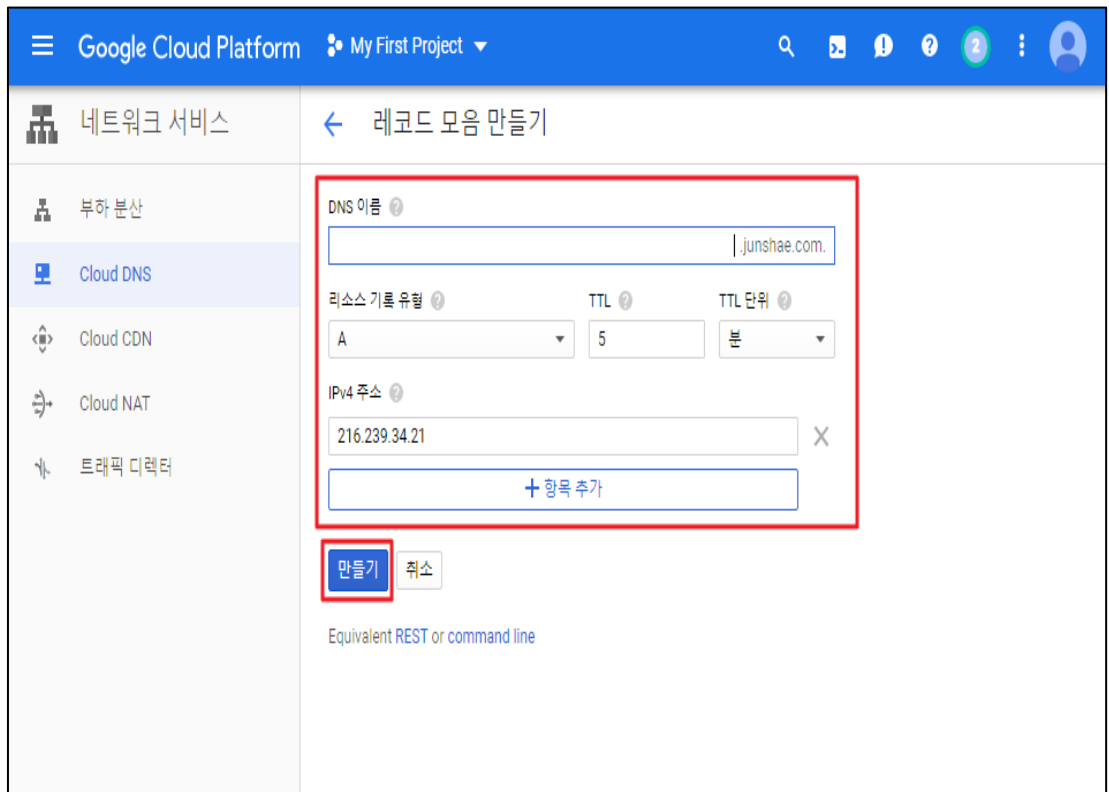 Google Cloud Platform My First Project 2
네트워크 서비스
레코드 모음 만들기
부하 분산
Cloud DNS
Cloud CDN
Cloud NAT
트래픽 디렉터
DNS 이름
.junshae.com.
리소스 기록 유형 TTL TTL 단위
A 5 분
IPv4 주소
216.239.34.21
+ 항목 추가
만들기 취소
Equivalent REST or command line